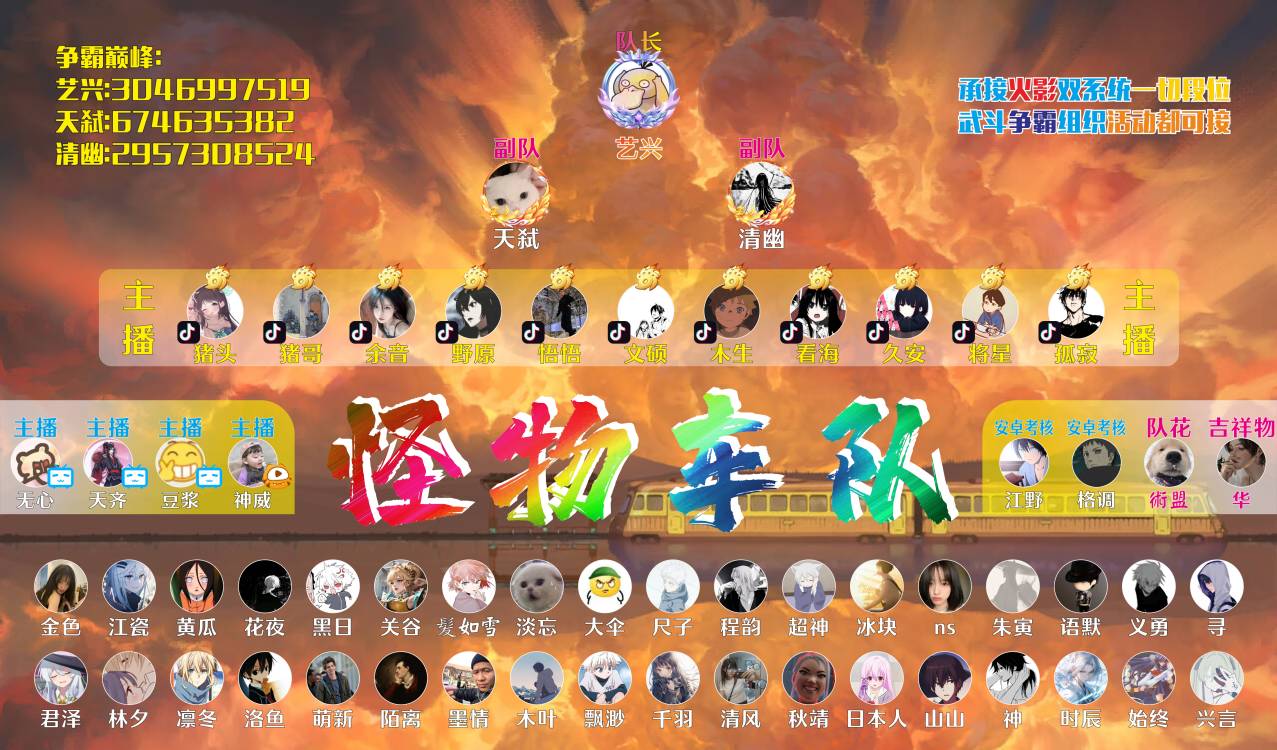 争霸巅峰:
艺兴:3046997519
天弑:674635382
清幽:2957308524
队长
艺兴
副队
天弑
副队
清幽
承接火影双系统一切段位
武斗争霸组织活动都可接
主播
猪头 猪哥 余音 野原 悟悟 文硕 木生 看海 久安 将星 孤寂
主播
怪物车队
主播 主播 主播 主播
无心 天齐 豆浆 神威
安卓考核 安卓考核 队花 吉祥物
江野 格调 術盟 华
金色 江瓷 黄瓜 花夜 黑日 关谷 髪如雪 淡忘 大伞 尺子 程韵 超神 冰块 ns 朱寅 语默 义勇 寻
君泽 林夕 凛冬 洛鱼 萌新 陌离 墨情 木叶 飘渺 千羽 清风 秋靖 日本人 山山 神 时辰 始终 兴言